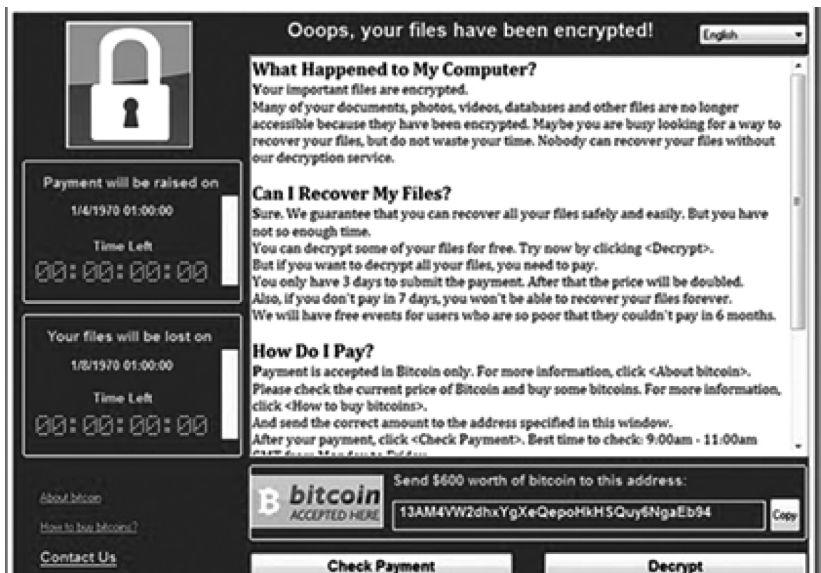 Ooops, your files have been encrypted!
English
Payment will be raised on
1/4/1970 01:00:00
Time Left
00:00:00:00
Your files will be lost on
1/8/1970 01:00:00
Time Left
00:00:00:00
About bitcoin
How to buy bitcoins?
Contact Us
What Happened to My Computer?
Your important files are encrypted.
Many of your documents, photos, videos, databases and other files are no longer
accessible because they have been encrypted. Maybe you are busy looking for a way to
recover your files, but do not waste your time. Nobody can recover your files without
our decryption service.
Can I Recover My Files?
Sure. We guarantee that you can recover all your files safely and easily. But you have
not so enough time.
You can decrypt some of your files for free. Try now by clicking <Decrypt>.
But if you want to decrypt all your files, you need to pay.
You only have 3 days to submit the payment. After that the price will be doubled.
Also, if you don't pay in 7 days, you won't be able to recover your files forever.
We will have free events for users who are so poor that they couldn't pay in 6 months.
How Do I Pay?
Payment is accepted in Bitcoin only. For more information, click <About bitcoin>.
Please check the current price of Bitcoin and buy some bitcoins. For more information,
click <How to buy bitcoins>.
And send the correct amount to the address specified in this window.
After your payment, click <Check Payment>. Best time to check: 9:00am - 11:00am
GMT from Monday to Friday.
bitcoin
ACCEPTED HERE
Send $600 worth of bitcoin to this address:
13AM4VW2dhxYgXeQepoHkHSQuy6NgaEb94
Copy
Check Payment
Decrypt